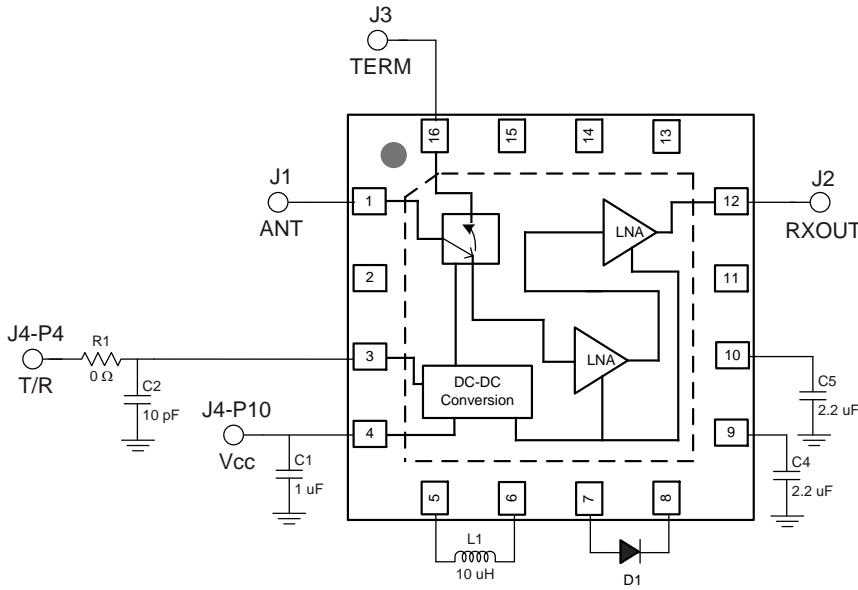 J3
TERM
16
15
14
13
J1
ANT
1
12
J2
RXOUT
LNA
2
11
J4-P4
T/R
R1
0 Ω
3
LNA
10
C2
10 pF
DC-DC
Conversion
C5
2.2 uF
J4-P10
Vcc
4
9
C1
1 uF
C4
2.2 uF
5
6
7
8
L1
10 uH
D1